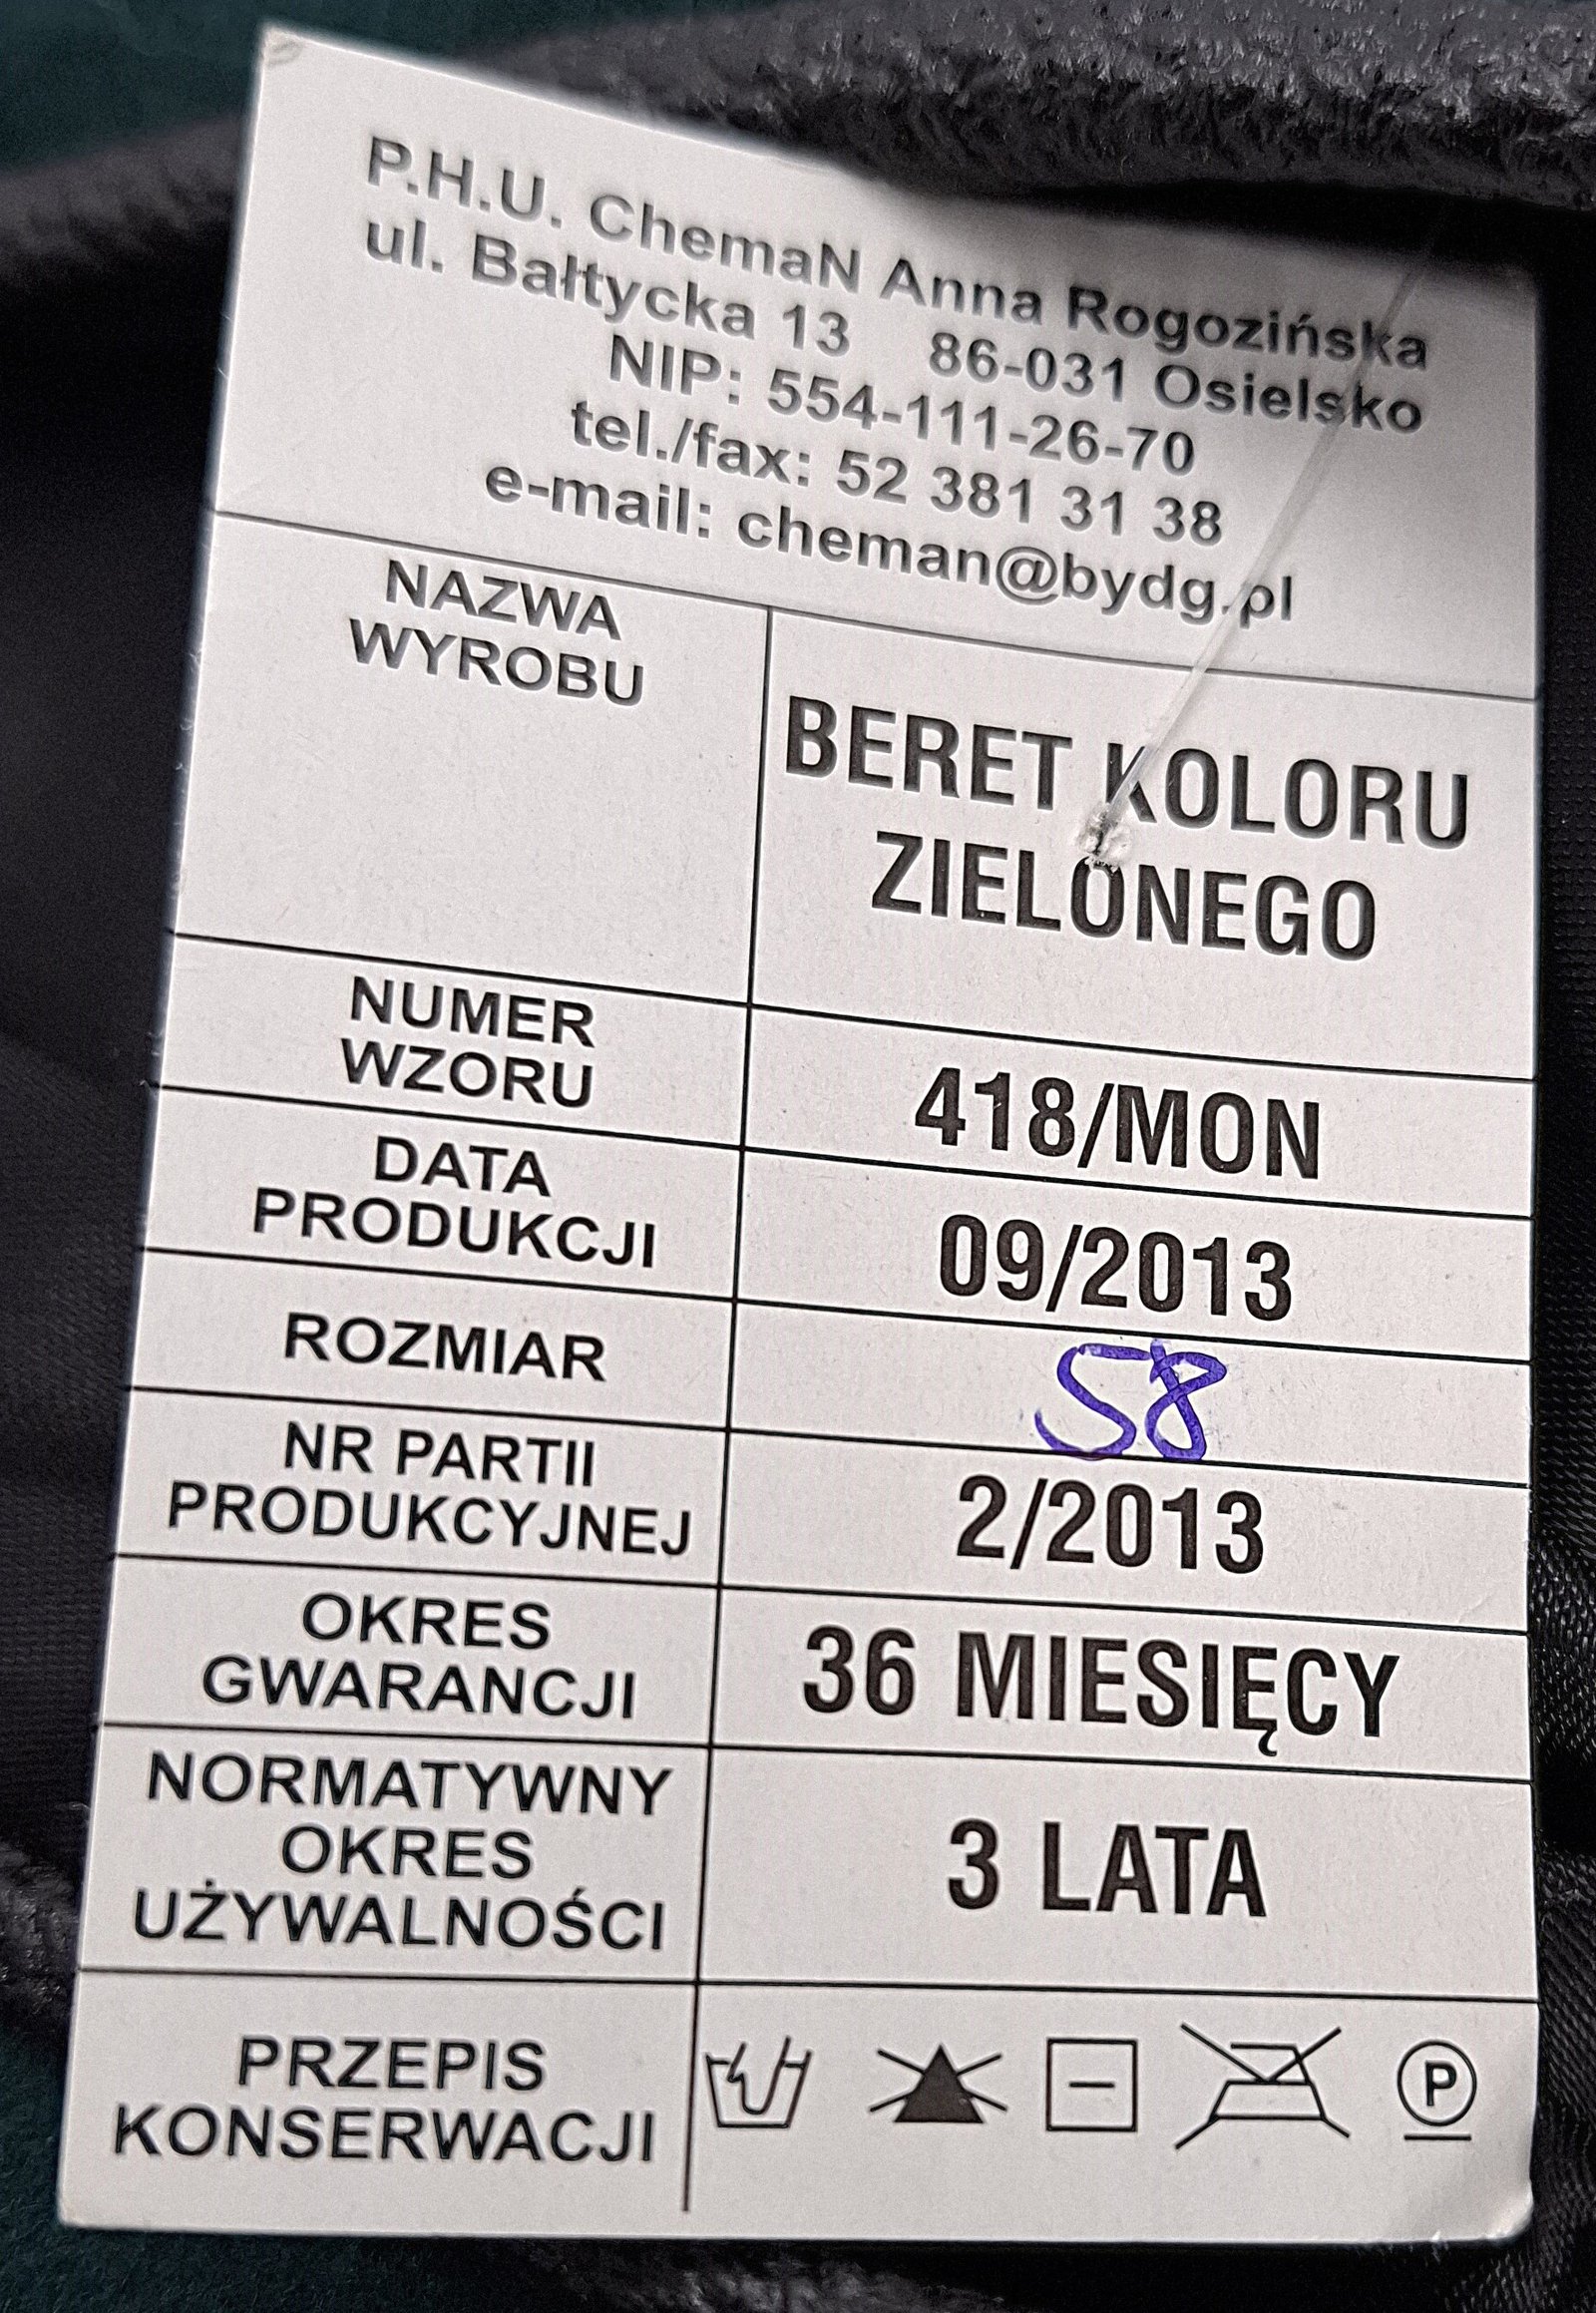 P.H.U. ChemaN Anna Rogozińska
ul. Bałtycka 13 86-031 Osielsko
NIP: 554-111-26-70
tel./fax: 52 381 31 38
e-mail: cheman@bydg.pl
NAZWA
WYROBU
BERET KOLORU
ZIELONEGO
NUMER
WZORU
418/MON
DATA
PRODUKCJI
09/2013
ROZMIAR
58
NR PARTII
PRODUKCYJNEJ
2/2013
OKRES
GWARANCJI
36 MIESIĘCY
NORMATYWNY
OKRES
UŻYWALNOŚCI
3 LATA
PRZEPIS
KONSERWACJI
P